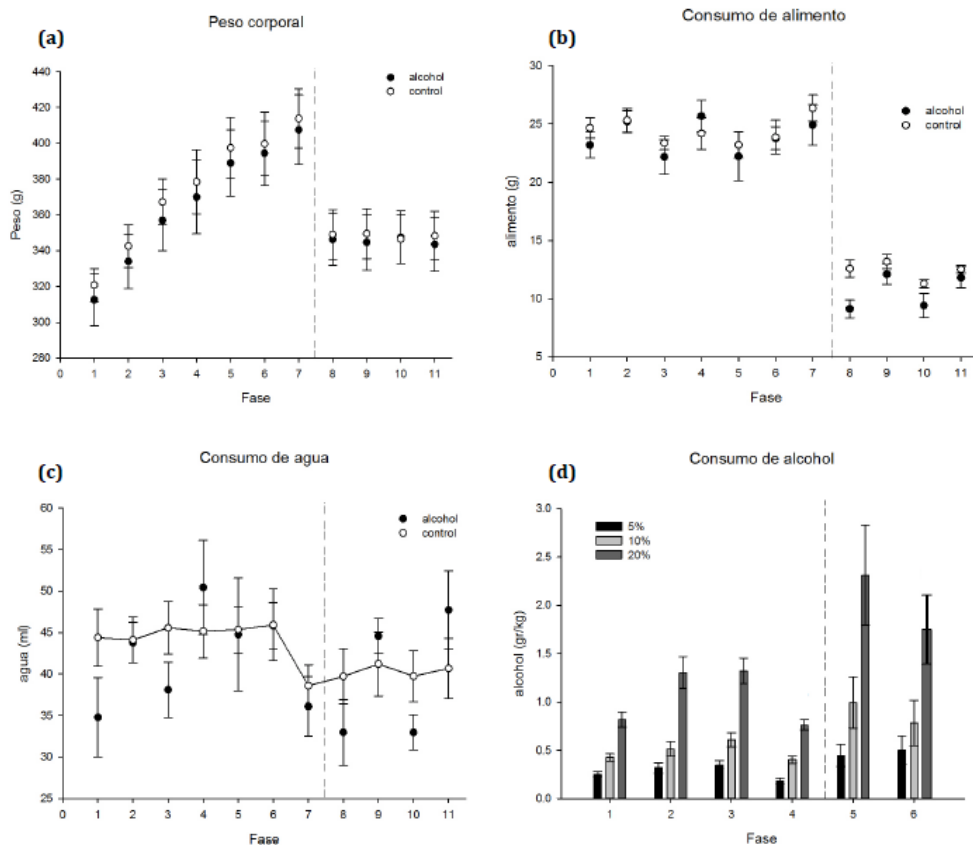 Peso corporal
(a)
alcohol
control
440
420
400
380
360
340
320
300
280
Peso (g)
0 1 2 3 4 5 6 7 8 9 10 11
Fase
Consumo de alimento
(b)
alcohol
control
30
25
20
15
10
5
alimento (g)
0 1 2 3 4 5 6 7 8 9 10 11
Fase
Consumo de agua
(c)
alcohol
control
60
55
50
45
40
35
30
25
agua (ml)
0 1 2 3 4 5 6 7 8 9 10 11
Fase
Consumo de alcohol
(d)
5%
10%
20%
3.0
2.5
2.0
1.5
1.0
0.5
0.0
alcohol (gr/kg)
1 2 3 4 5 6
Fase